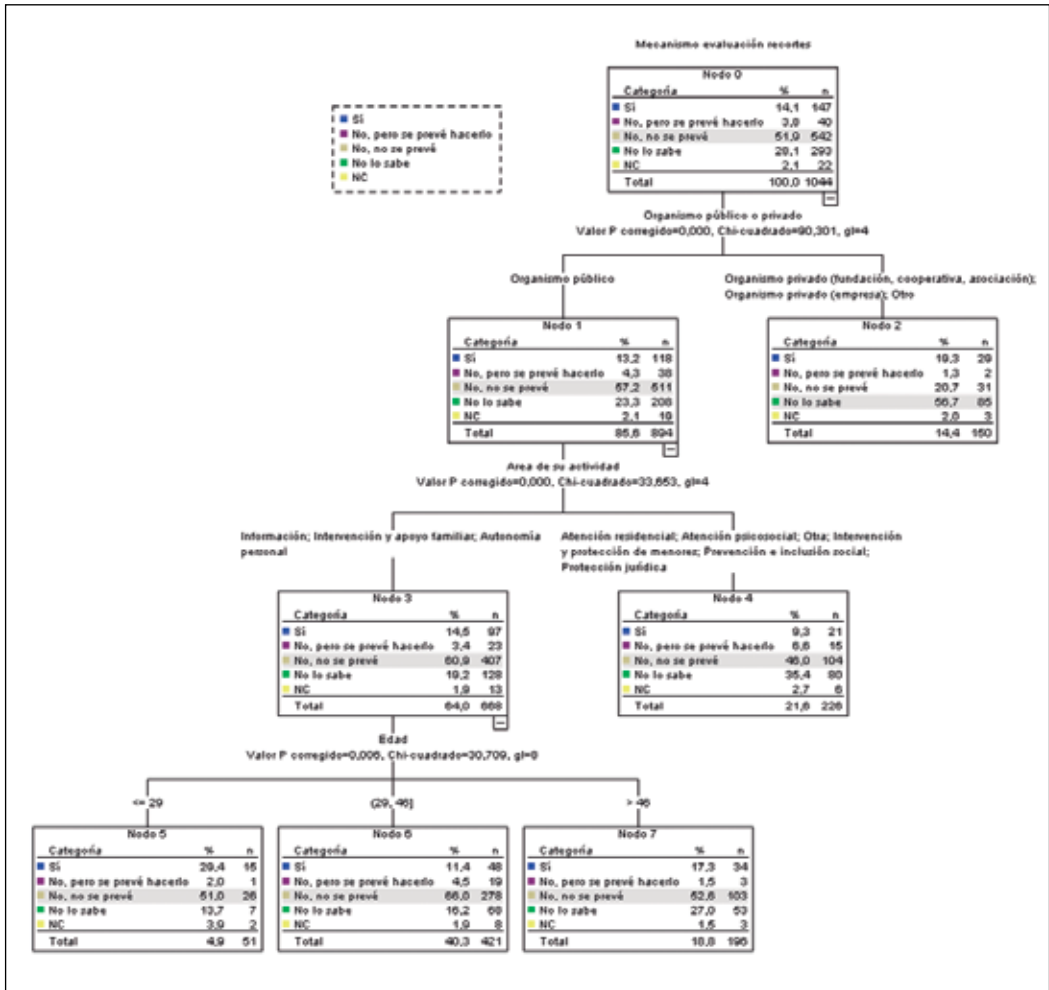 Mecanismo evaluación recortes
Sí
No, pero se prevé hacerlo
No, no se prevé
No lo sabe
NC
Nodo 0
Categoría % n
Sí 14,1 147
No, pero se prevé hacerlo 3,8 40
No, no se prevé 51,9 542
No lo sabe 28,1 293
NC 2,1 22
Total 100,0 1044
Organismo público o privado
Valor P corregido=0,000, Chi-cuadrado=90,301, gl=4
Organismo público
Organismo privado (fundación, cooperativa, asociación);
Organismo privado (empresa); Otro
Nodo 1
Categoría % n
Sí 13,2 118
No, pero se prevé hacerlo 4,3 38
No, no se prevé 57,2 511
No lo sabe 23,3 208
NC 2,1 19
Total 85,6 894
Nodo 2
Categoría % n
Sí 19,3 29
No, pero se prevé hacerlo 1,3 2
No, no se prevé 20,7 31
No lo sabe 56,7 85
NC 2,0 3
Total 14,4 150
Area de su actividad
Valor P corregido=0,000, Chi-cuadrado=33,653, gl=4
Información; Intervención y apoyo familiar; Autonomía
personal
Atención residencial; Atención psicosocial; Otra; Intervención
y protección de menores; Prevención e inclusión social;
Protección jurídica
Nodo 3
Categoría % n
Sí 14,5 97
No, pero se prevé hacerlo 3,4 23
No, no se prevé 60,9 407
No lo sabe 19,2 128
NC 1,9 13
Total 64,0 668
Nodo 4
Categoría % n
Sí 9,3 21
No, pero se prevé hacerlo 6,6 15
No, no se prevé 46,0 104
No lo sabe 35,4 80
NC 2,7 6
Total 21,6 226
Edad
Valor P corregido=0,006, Chi-cuadrado=30,709, gl=8
<= 29
(29, 46]
> 46
Nodo 5
Categoría % n
Sí 29,4 15
No, pero se prevé hacerlo 2,0 1
No, no se prevé 51,0 26
No lo sabe 13,7 7
NC 3,9 2
Total 4,9 51
Nodo 6
Categoría % n
Sí 11,4 48
No, pero se prevé hacerlo 4,5 19
No, no se prevé 66,0 278
No lo sabe 16,2 68
NC 1,9 8
Total 40,3 421
Nodo 7
Categoría % n
Sí 17,3 34
No, pero se prevé hacerlo 1,5 3
No, no se prevé 52,6 103
No lo sabe 27,0 53
NC 1,5 3
Total 18,8 196